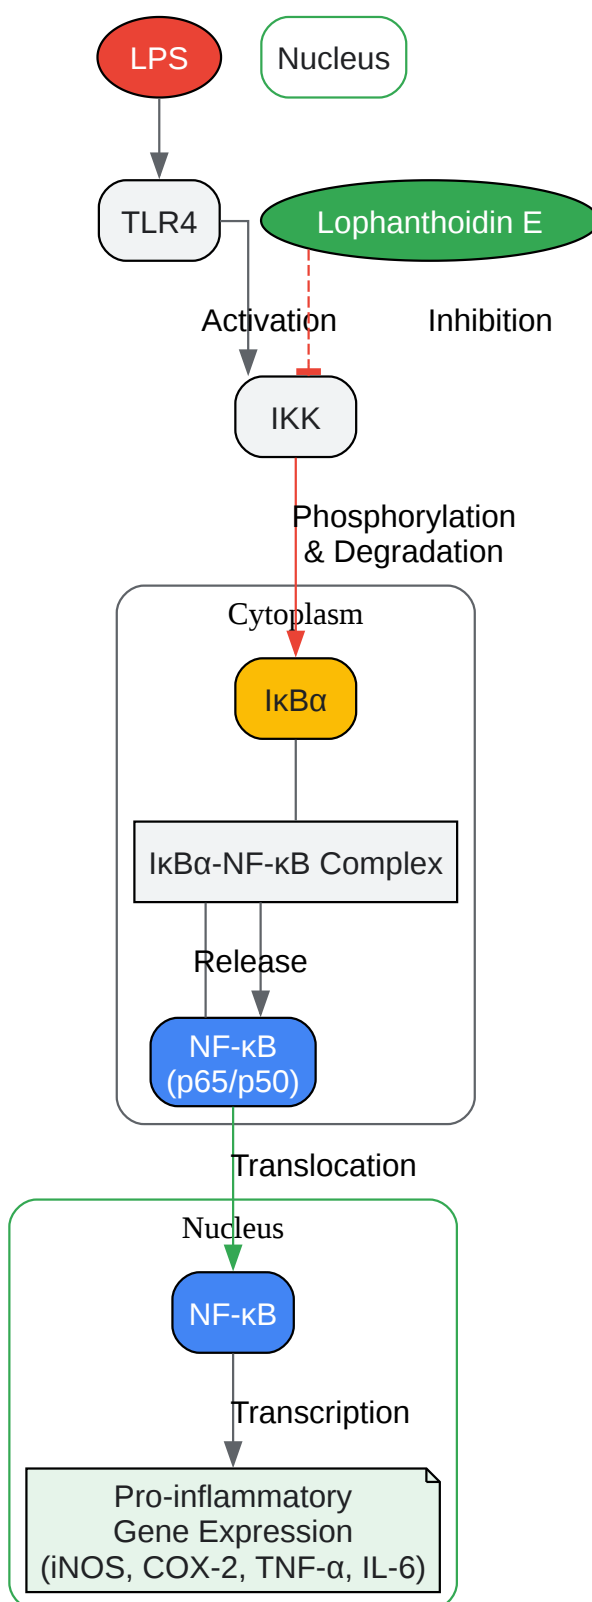 LPS
Nucleus
TLR4
Lophanthoidin E
Activation
Inhibition
IKK
Phosphorylation
& Degradation
Cytoplasm
IκBα
IκBα-NF-κB Complex
Release
NF-κB
(p65/p50)
Translocation
Nucleus
NF-κB
Transcription
Pro-inflammatory
Gene Expression
(iNOS, COX-2, TNF-α, IL-6)